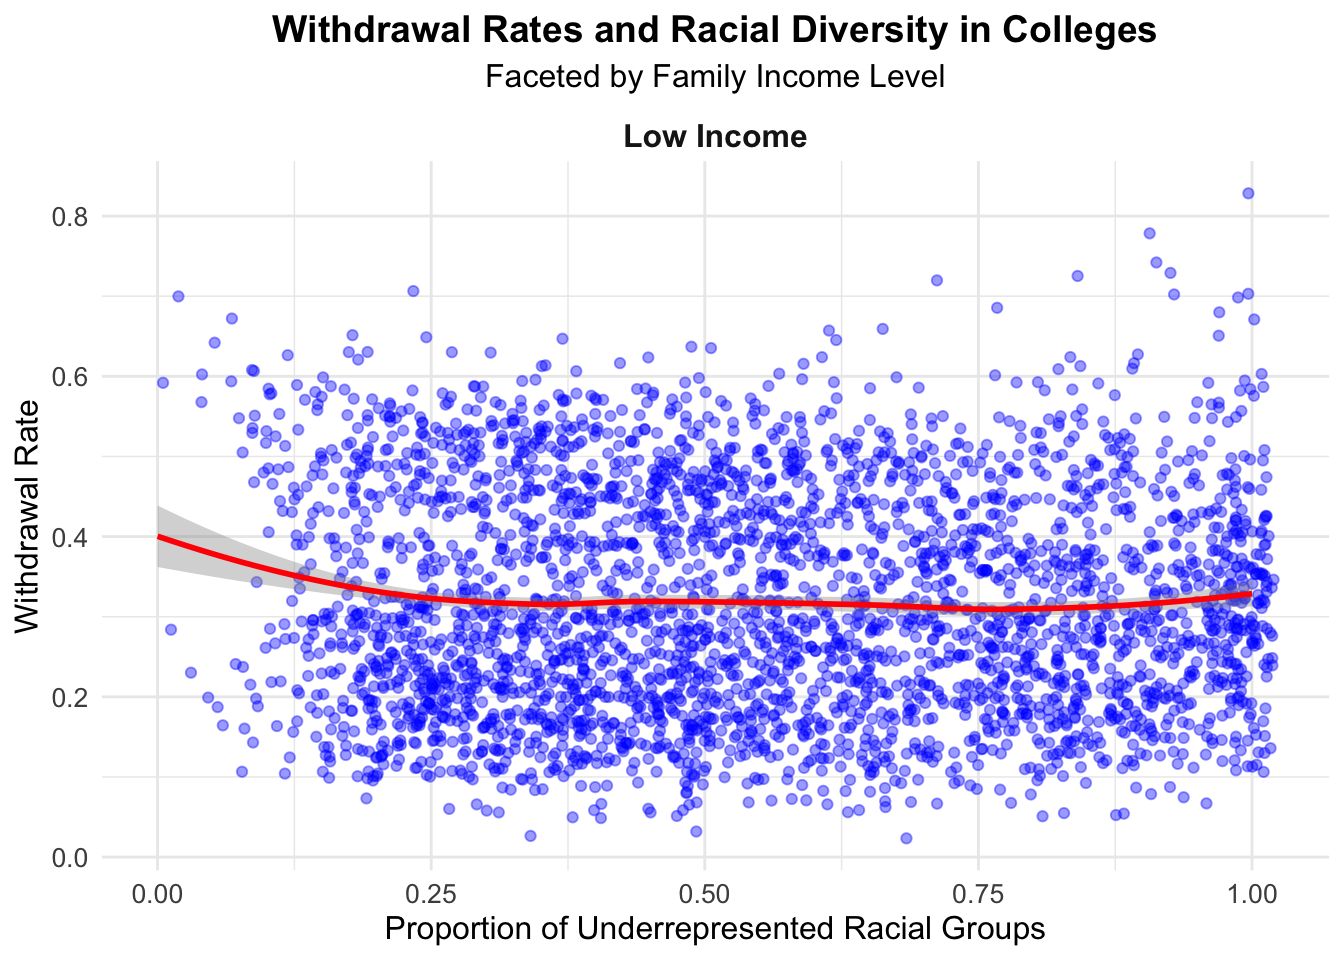 Withdrawal Rates and Racial Diversity in Colleges
Faceted by Family Income Level
Low Income
Withdrawal Rate
0.8
0.6
0.4
0.2
0.0
0.00 0.25 0.50 0.75 1.00
Proportion of Underrepresented Racial Groups